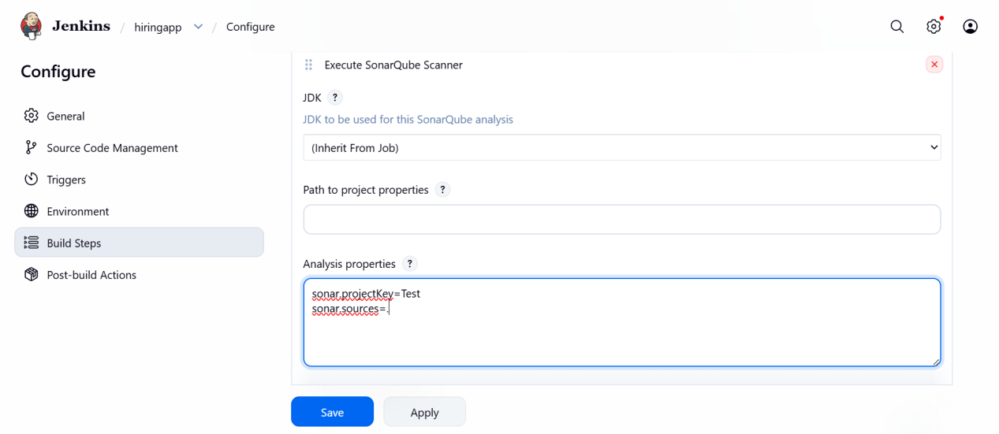 Jenkins / hiringapp / Configure
Configure
General
Source Code Management
Triggers
Environment
Build Steps
Post-build Actions
Execute SonarQube Scanner
JDK ?
JDK to be used for this SonarQube analysis
(Inherit From Job)
Path to project properties ?
Analysis properties ?
sonar.projectKey=Test
sonar.sources=.
Save
Apply